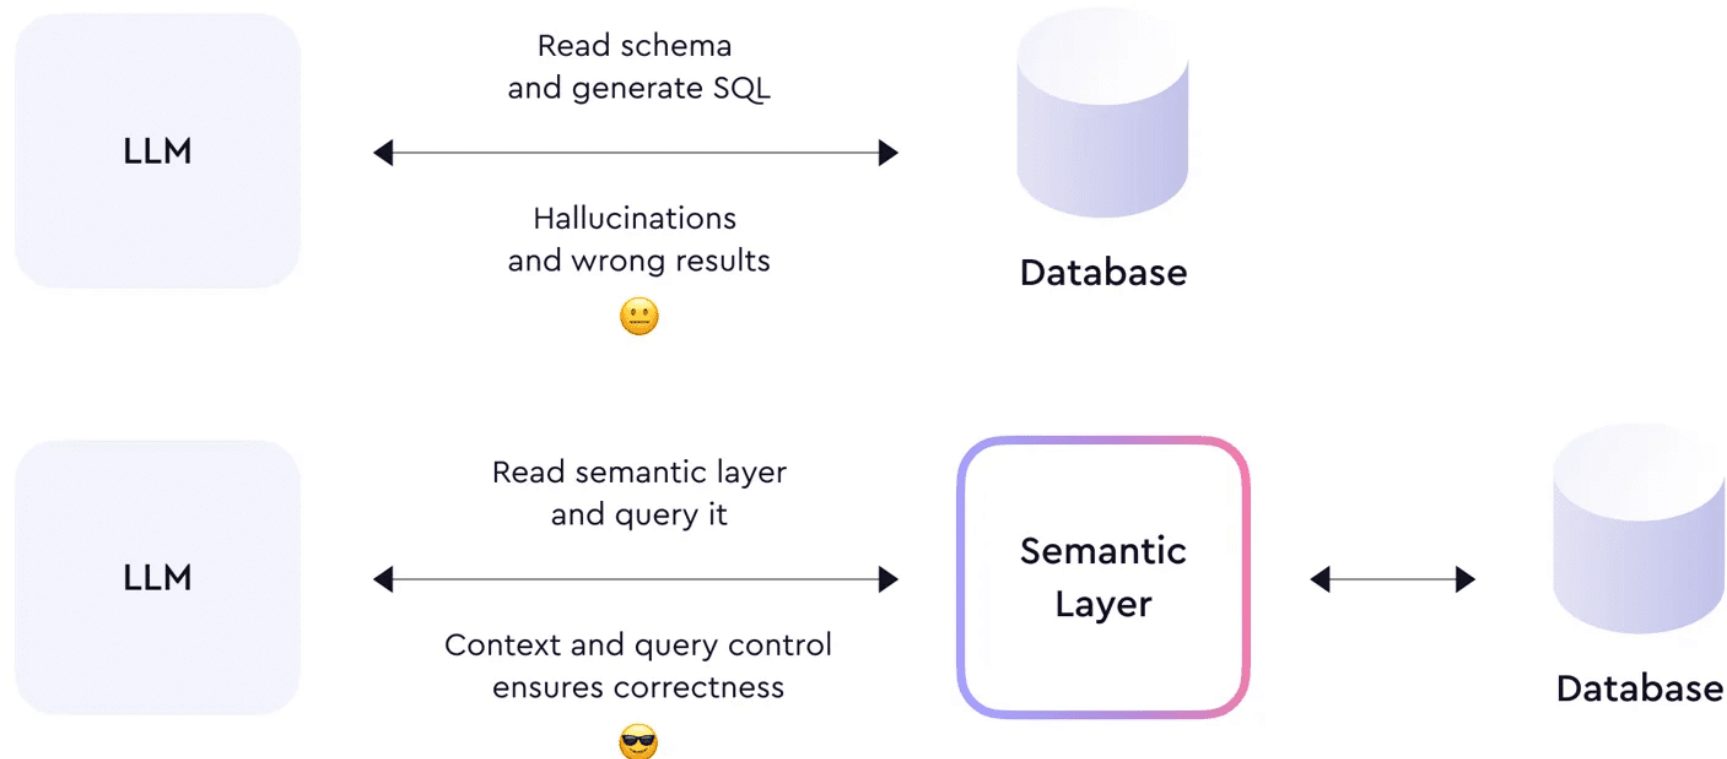 Read schema
and generate SQL
LLM
Hallucinations
and wrong results
Database
Read semantic layer
and query it
LLM
Semantic
Layer
Context and query control
ensures correctness
Database